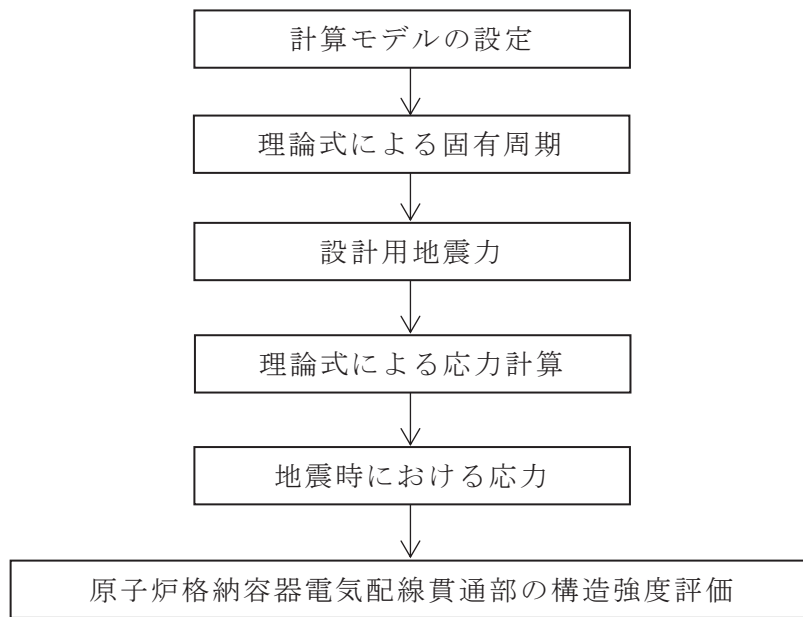 計算モデルの設定
理論式による固有周期
設計用地震力
理論式による応力計算
地震時における応力
原子炉格納容器電気配線貫通部の構造強度評価